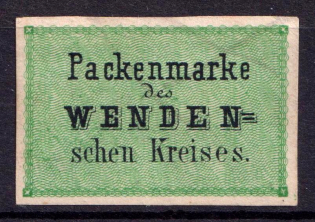 Packenmarke
des
WENDEN=
schen Kreises.